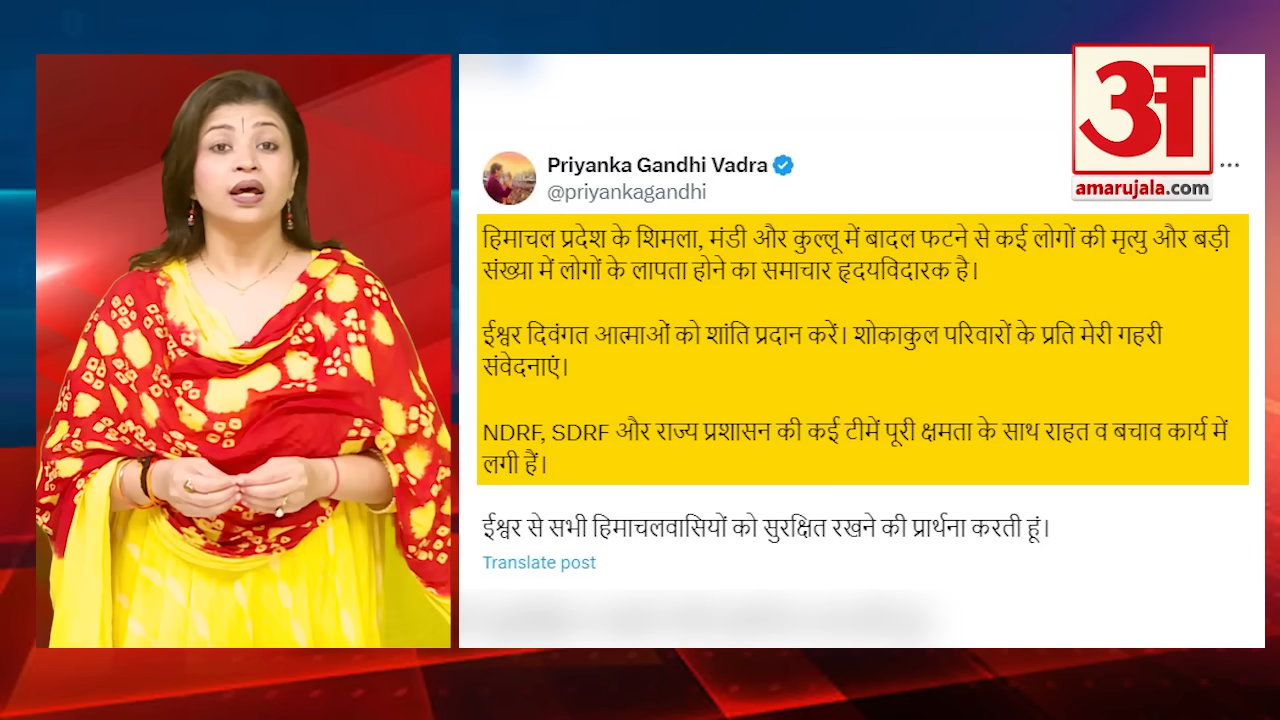 अ
amarujala.com
Priyanka Gandhi Vadra
...
@priyankagandhi
हिमाचल प्रदेश के शिमला, मंडी और कुल्लू में बादल फटने से कई लोगों की मृत्यु और बड़ी
संख्या में लोगों के लापता होने का समाचार हृदयविदारक है।
ईश्वर दिवंगत आत्माओं को शांति प्रदान करें। शोकाकुल परिवारों के प्रति मेरी गहरी
संवेदनाएं।
NDRF, SDRF और राज्य प्रशासन की कई टीमें पूरी क्षमता के साथ राहत व बचाव कार्य में
लगी हैं।
ईश्वर से सभी हिमाचलवासियों को सुरक्षित रखने की प्रार्थना करती हूं।
Translate post